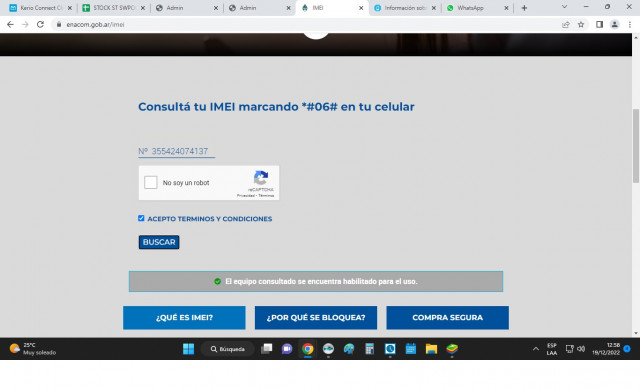 Kerio Connect Cl
STOCK ST SWPO
Admin
Admin
IMEI
Información sob
WhatsApp
enacom.gob.ar/imei
Consultá tu IMEI marcando *#06# en tu celular
Nº 355424074137
No soy un robot
reCAPTCHA
Privacidad - Términos
ACEPTO TERMINOS Y CONDICIONES
BUSCAR
El equipo consultado se encuentra habilitado para el uso.
¿QUÉ ES IMEI?
¿POR QUÉ SE BLOQUEA?
COMPRA SEGURA
25°C
Muy soleado
Búsqueda
ESP
LAA
12:58
19/12/2022